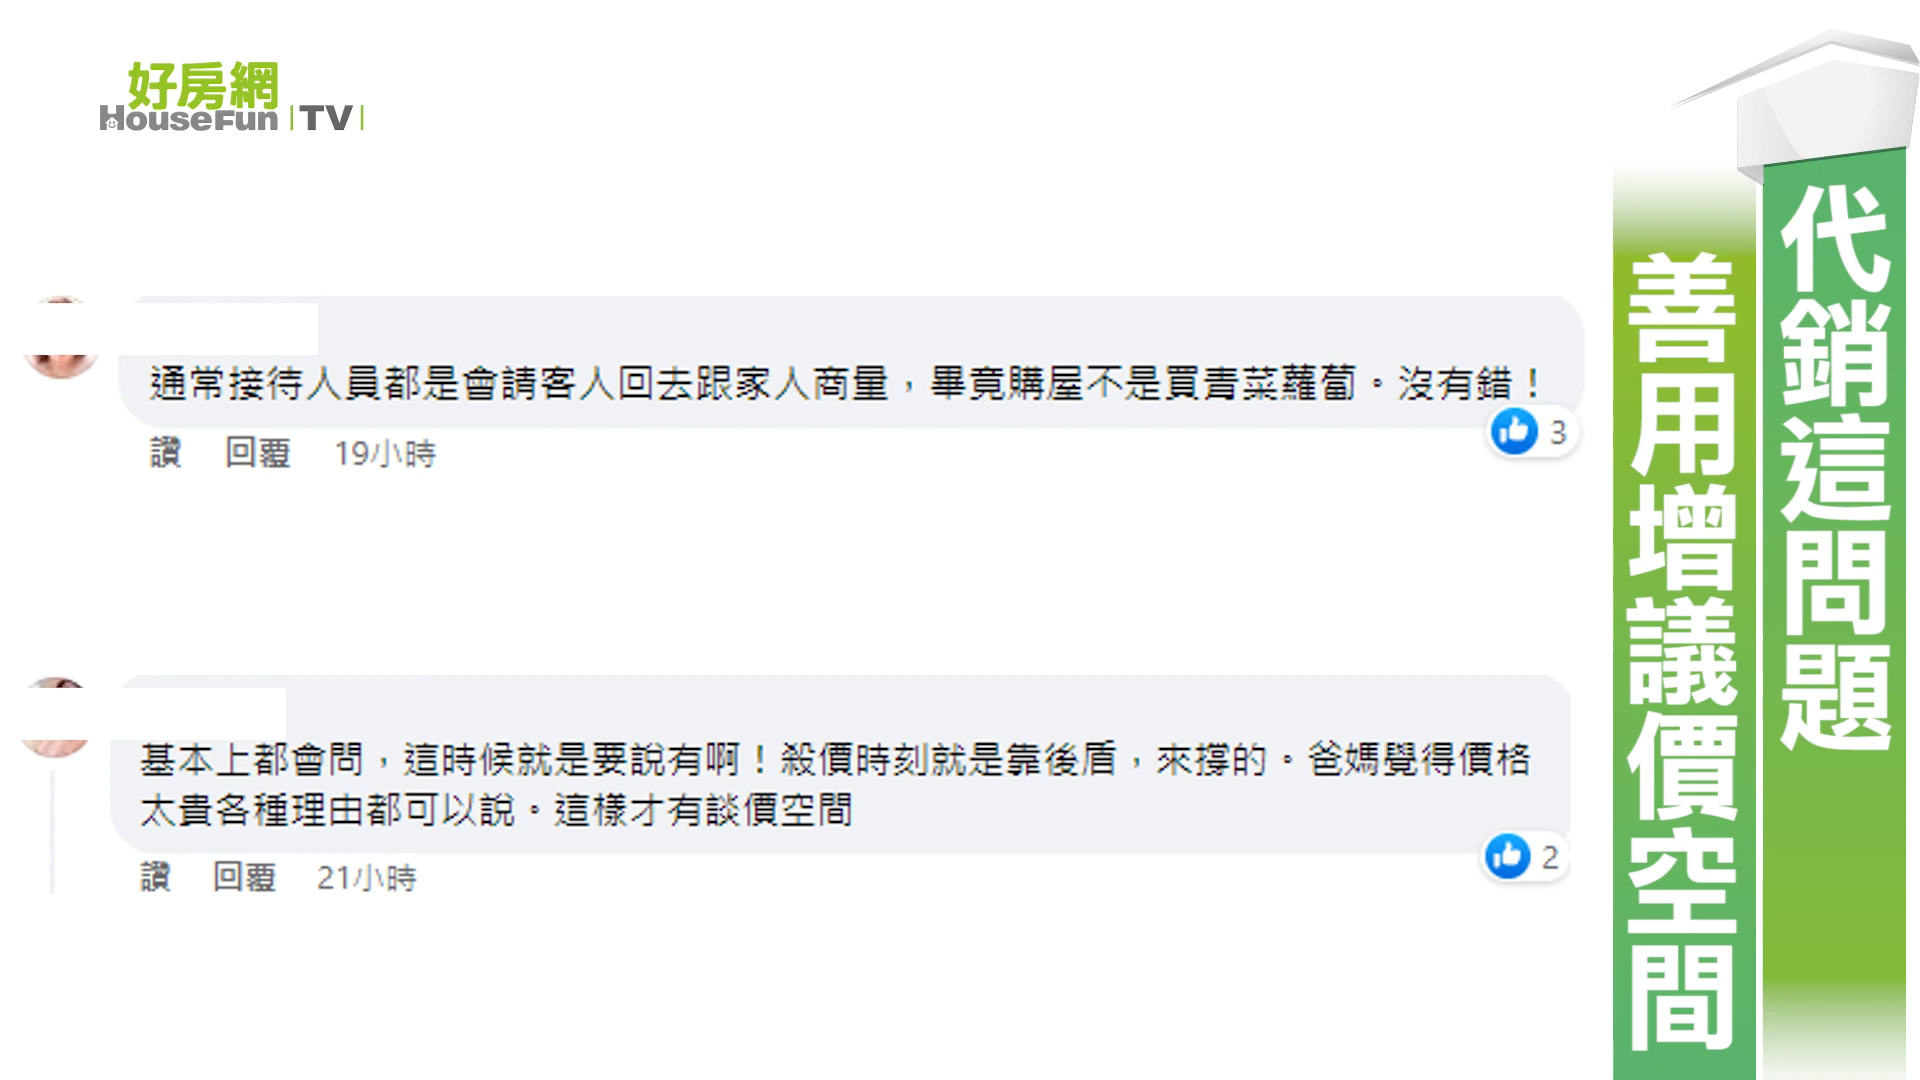 好房網
HouseFun TV
代銷這問題
善用增議價空間
通常接待人員都是會請客人回去跟家人商量，畢竟購屋不是買青菜蘿蔔。沒有錯！
3
讚 回覆 19小時
基本上都會問，這時候就是要說有啊！殺價時刻就是靠後盾，來撐的。爸媽覺得價格
太貴各種理由都可以說。這樣才有談價空間
2
讚 回覆 21小時